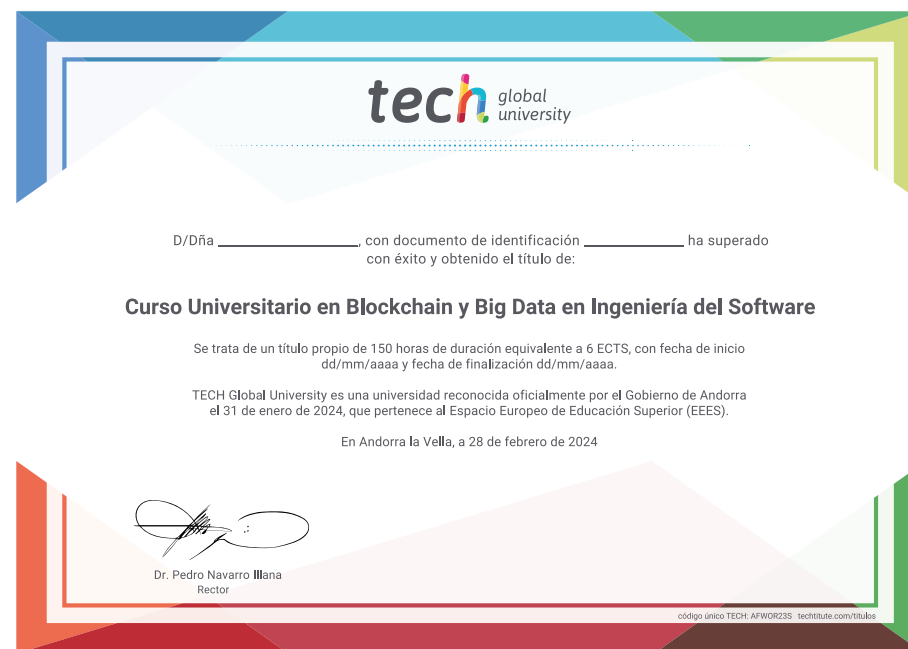 tech global university
D/Dña ____________________, con documento de identificación ______________ ha superado
con éxito y obtenido el título de:
Curso Universitario en Blockchain y Big Data en Ingeniería del Software
Se trata de un título propio de 150 horas de duración equivalente a 6 ECTS, con fecha de inicio
dd/mm/aaaa y fecha de finalización dd/mm/aaaa.
TECH Global University es una universidad reconocida oficialmente por el Gobierno de Andorra
el 31 de enero de 2024, que pertenece al Espacio Europeo de Educación Superior (EEES).
En Andorra la Vella, a 28 de febrero de 2024
Dr. Pedro Navarro Illana
Rector
código único TECH: AFWOR23S techtitute.com/titulos